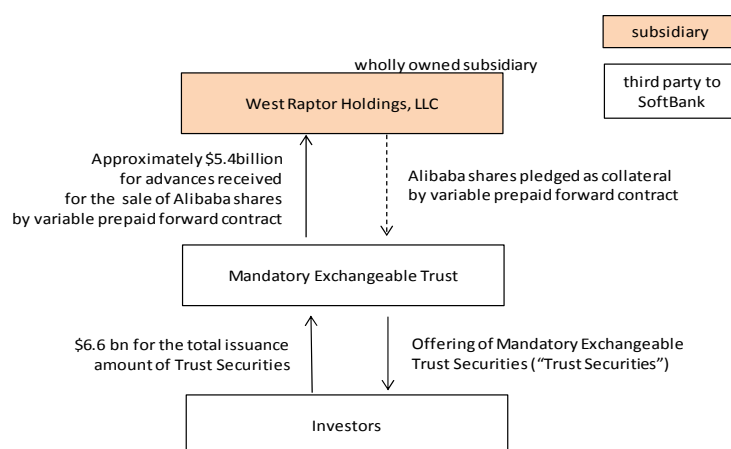 subsidiary
wholly owned subsidiary
third party to
SoftBank
West Raptor Holdings, LLC
Approximately $5.4billion
for advances received
for the sale of Alibaba shares
by variable prepaid forward contract
Alibaba shares pledged as collateral
by variable prepaid forward contract
Mandatory Exchangeable Trust
$6.6 bn for the total issuance
amount of Trust Securities
Offering of Mandatory Exchangeable
Trust Securities (“Trust Securities”)
Investors